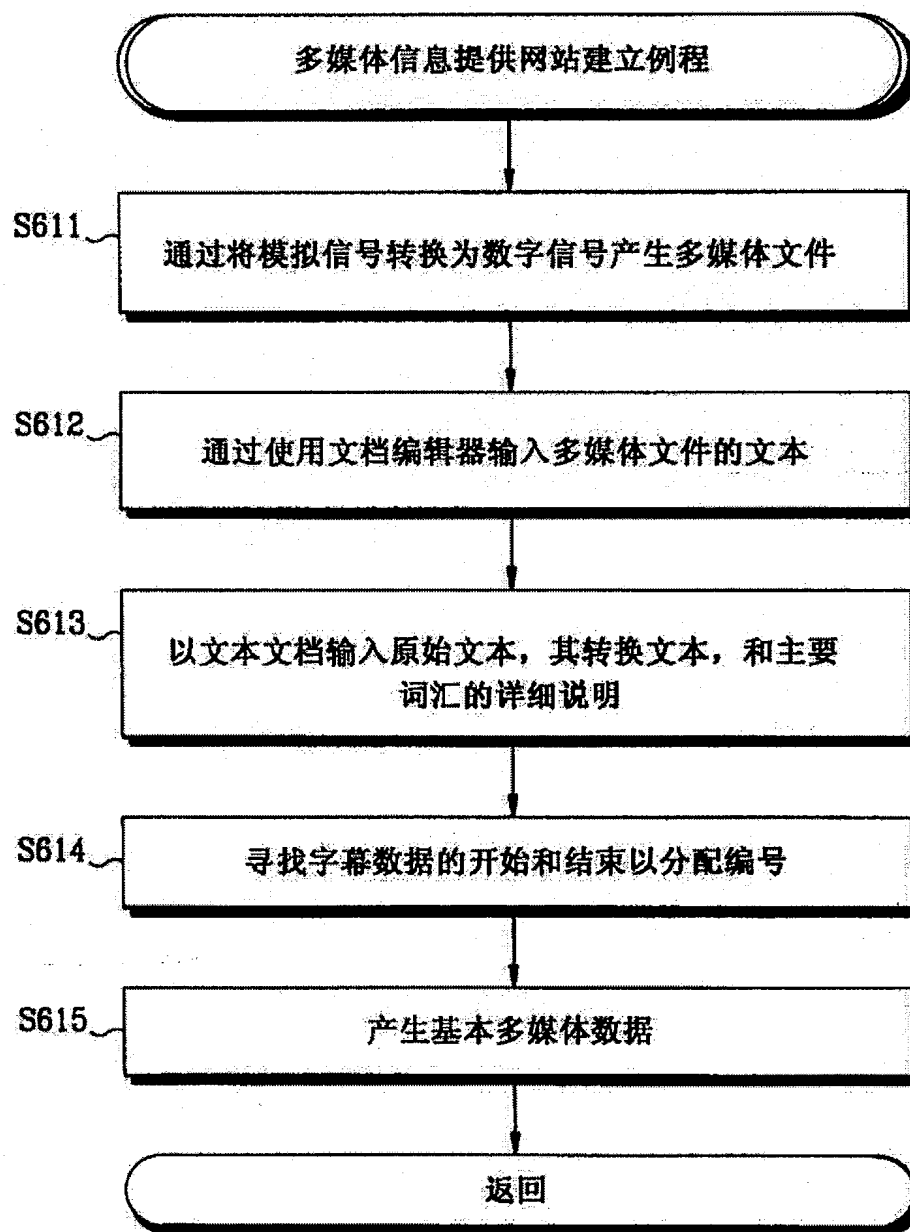 多媒体信息提供网站建立例程
S611
通过将模拟信号转换为数字信号产生多媒体文件
S612
通过使用文档编辑器输入多媒体文件的文本
S613
以文本文档输入原始文本，其转换文本，和主要
词汇的详细说明
S614
寻找字幕数据的开始和结束以分配编号
S615
产生基本多媒体数据
返回